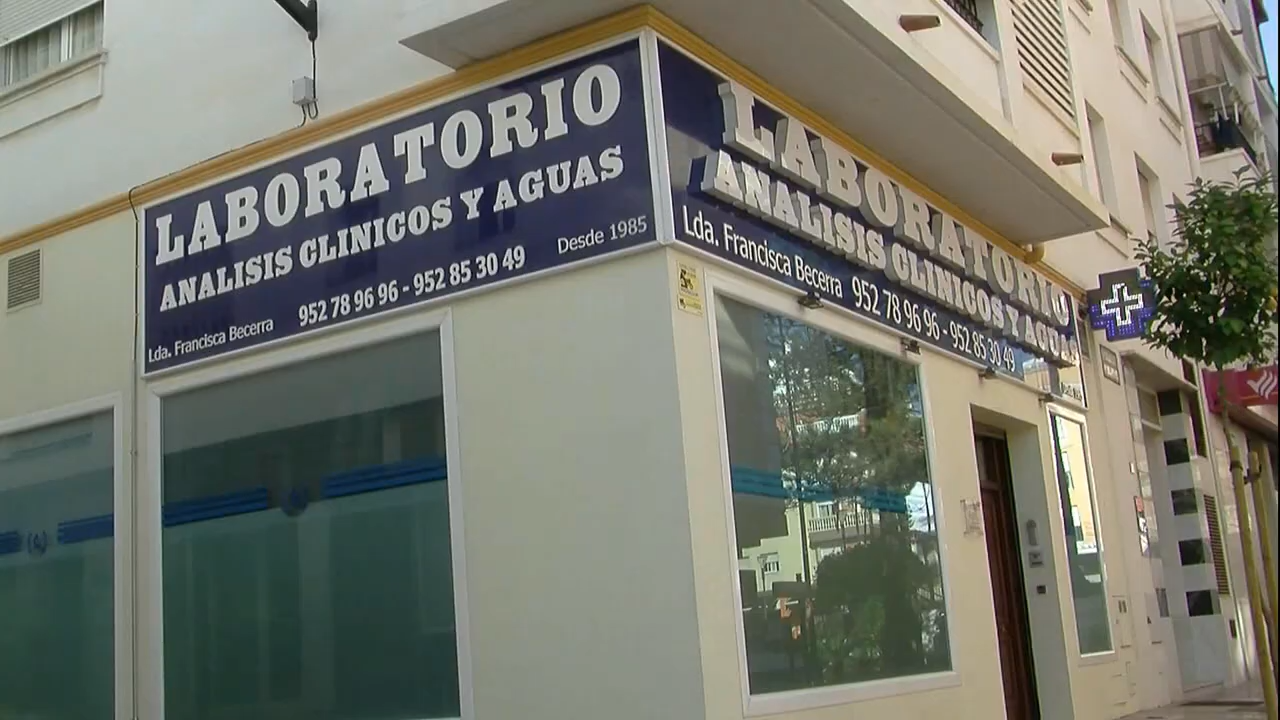 LABORATORIO
ANALISIS CLINICOS Y AGUAS
952 78 96 96 - 952 85 30 49
Desde 1985
Lda. Francisca Becerra
LABORATORIO
ANALISIS CLINICOS Y AGUAS
Lda. Francisca Becerra 952 78 96 96 - 952 85 30 49